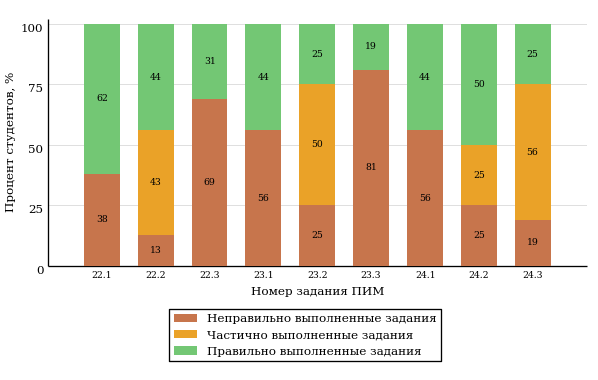 100
75
50
25
0
Процент студентов, %
62 44 31 44 25 19 44 50 25
43 50 25 56
38 13 69 56 25 81 56 25 19
22.1 22.2 22.3 23.1 23.2 23.3 24.1 24.2 24.3
Номер задания ПИМ
Неправильно выполненные задания
Частично выполненные задания
Правильно выполненные задания